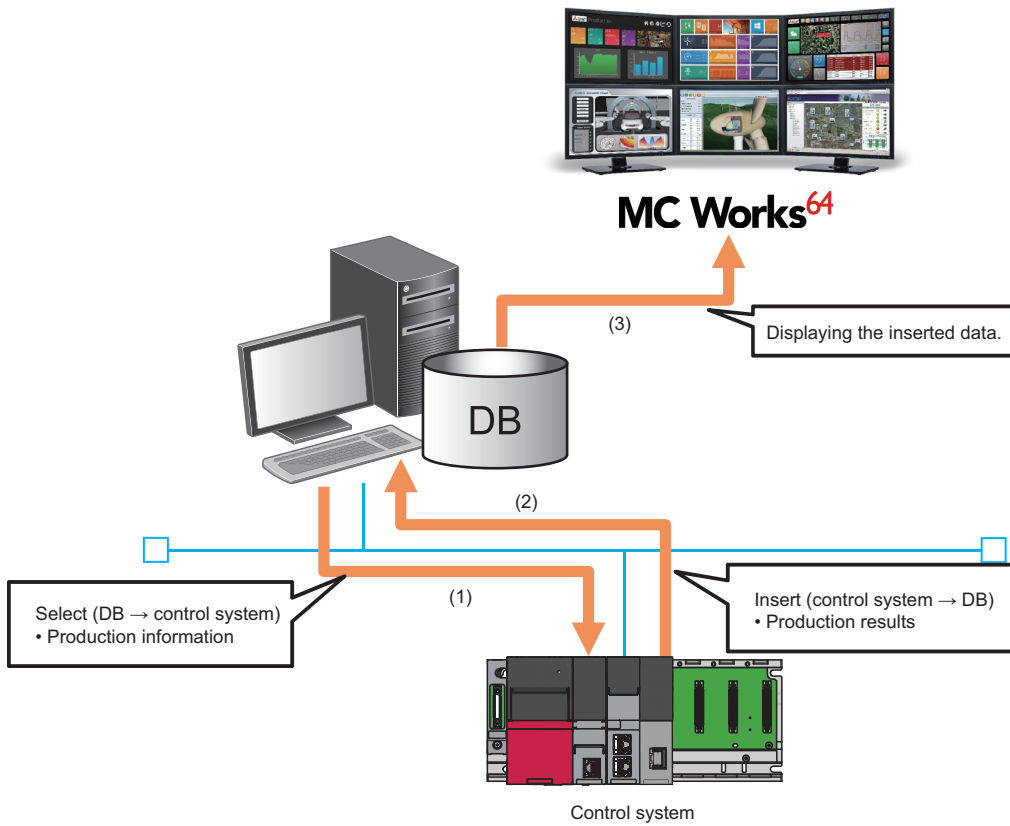 MC Works64
(3)
Displaying the inserted data.
DB
(2)
(1)
Select (DB → control system)
• Production information
Insert (control system → DB)
• Production results
Control system